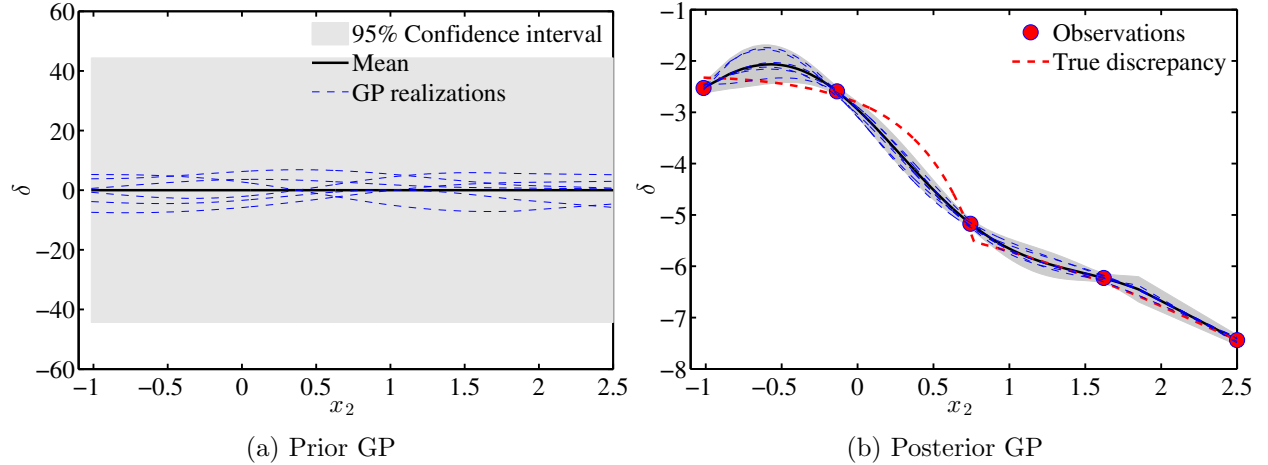 60
40
20
0
−20
−40
−60
δ
95% Confidence interval
Mean
GP realizations
−1 −0.5 0 0.5 1 1.5 2 2.5
x2
(a) Prior GP
−1
−2
−3
−4
−5
−6
−7
−8
δ
Observations
True discrepancy
−1 −0.5 0 0.5 1 1.5 2 2.5
x2
(b) Posterior GP